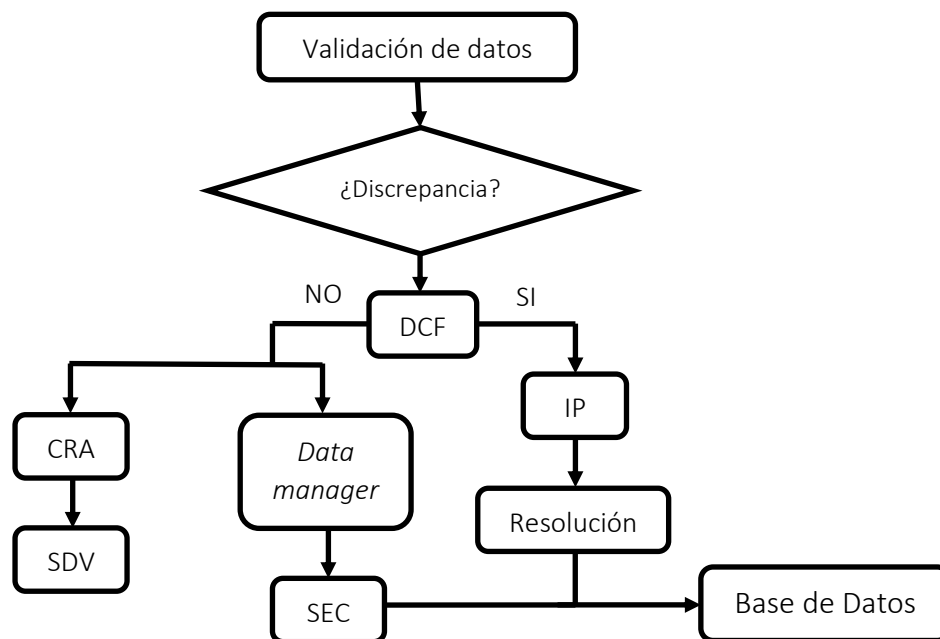 Validación de datos
¿Discrepancia?
NO
SI
DCF
IP
CRA
Data
manager
Resolución
SDV
SEC
Base de Datos